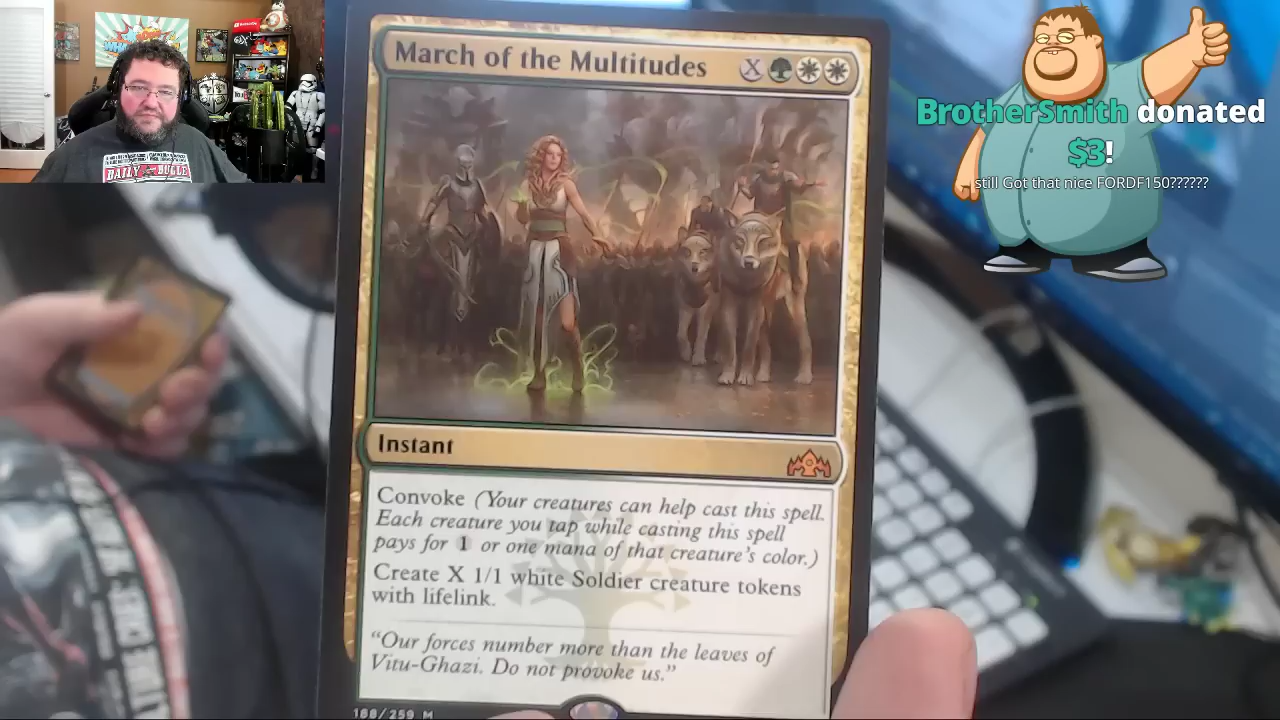 March of the Multitudes X
Instant
Convoke (Your creatures can help cast this spell.
Each creature you tap while casting this spell
pays for 1 or one mana of that creature's color.)
Create X 1/1 white Soldier creature tokens
with lifelink.
"Our forces number more than the leaves of
Vitu-Ghazi. Do not provoke us."
188/259 M
BrotherSmith donated
$3!
still Got that nice FORDF150??????
DAILY BUGLE